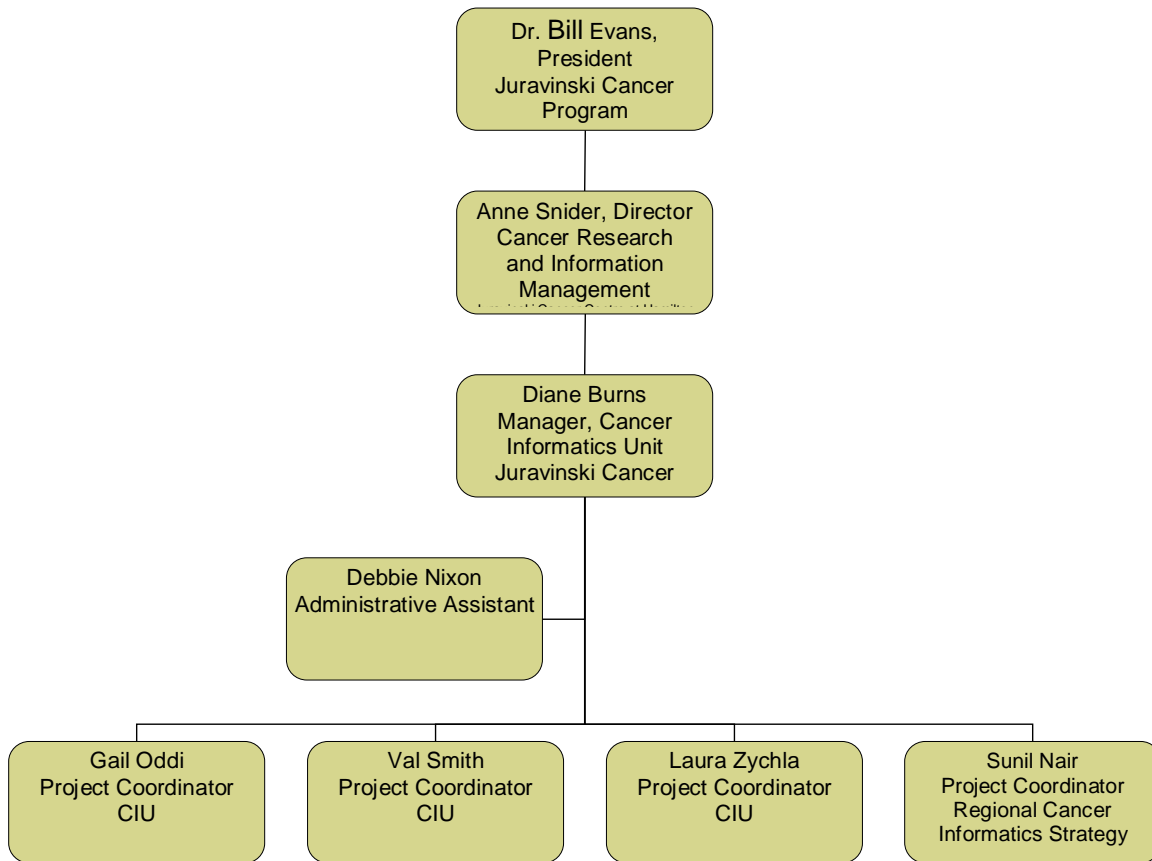 Dr. Bill Evans,
President
Juravinski Cancer
Program
Anne Snider, Director
Cancer Research
and Information
Management
Diane Burns
Manager, Cancer
Informatics Unit
Juravinski Cancer
Debbie Nixon
Administrative Assistant
Gail Oddi
Project Coordinator
CIU
Val Smith
Project Coordinator
CIU
Laura Zychla
Project Coordinator
CIU
Sunil Nair
Project Coordinator
Regional Cancer
Informatics Strategy